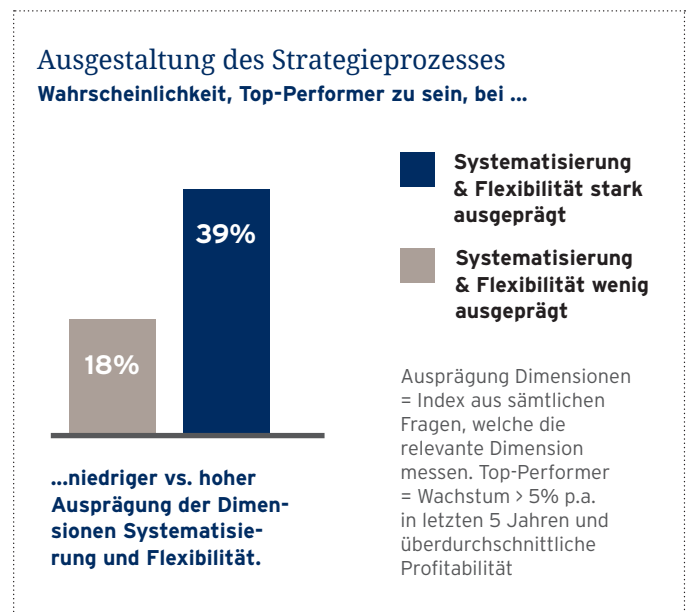 Ausgestaltung des Strategieprozesses
Wahrscheinlichkeit, Top-Performer zu sein, bei ...
39%
18%
...niedriger vs. hoher
Ausprägung der Dimen-
sionen Systematisie-
rung und Flexibilität.
Systematisierung
& Flexibilität stark
ausgeprägt
Systematisierung
& Flexibilität wenig
ausgeprägt
Ausprägung Dimensionen
= Index aus sämtlichen
Fragen, welche die
relevante Dimension
messen. Top-Performer
= Wachstum > 5% p.a.
in letzten 5 Jahren und
überdurchschnittliche
Profitabilität